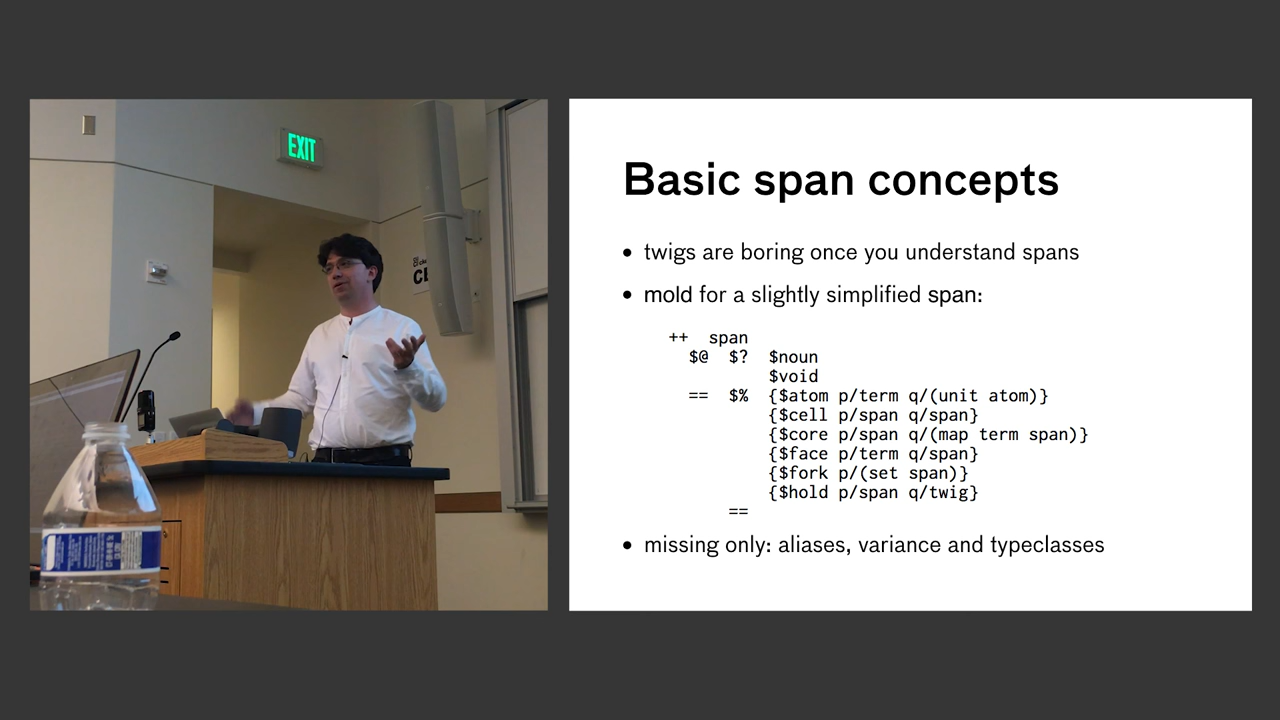 EXIT
Basic span concepts
• twigs are boring once you understand spans
• mold for a slightly simplified span:
++  span
  $@  $?  $noun
          $void
  ==  $%  {$atom p/term q/(unit atom)}
          {$cell p/span q/span}
          {$core p/span q/(map term span)}
          {$face p/term q/span}
          {$fork p/(set span)}
          {$hold p/span q/twig}
      ==
• missing only: aliases, variance and typeclasses